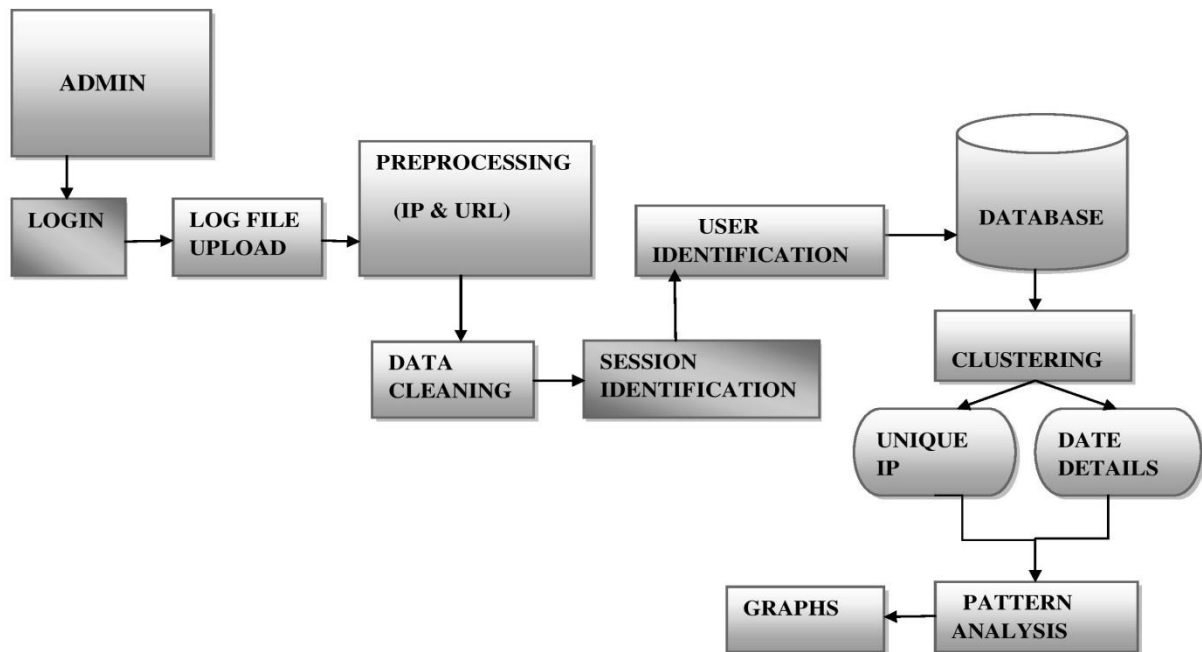 ADMIN
LOGIN
LOG FILE
UPLOAD
PREPROCESSING
(IP & URL)
DATA
CLEANING
SESSION
IDENTIFICATION
USER
IDENTIFICATION
DATABASE
CLUSTERING
UNIQUE
IP
DATE
DETAILS
PATTERN
ANALYSIS
GRAPHS